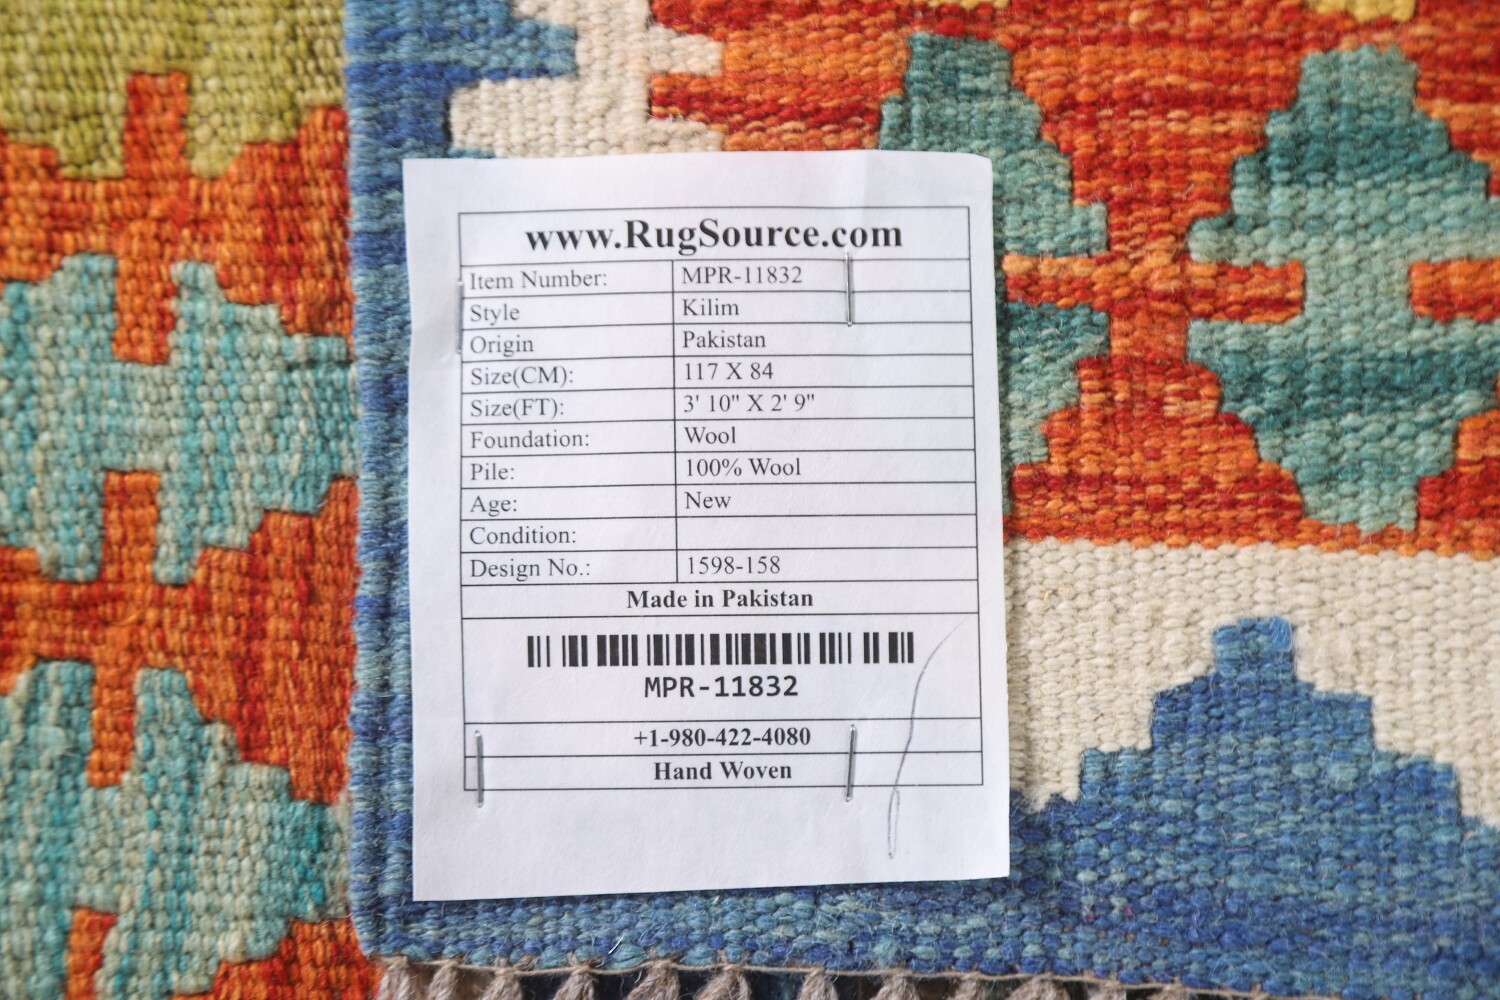 www.RugSource.com
Item Number: MPR-11832
Style Kilim
Origin Pakistan
Size(CM): 117 X 84
Size(FT): 3' 10" X 2' 9"
Foundation: Wool
Pile: 100% Wool
Age: New
Condition:
Design No.: 1598-158
Made in Pakistan
MPR-11832
+1-980-422-4080
Hand Woven